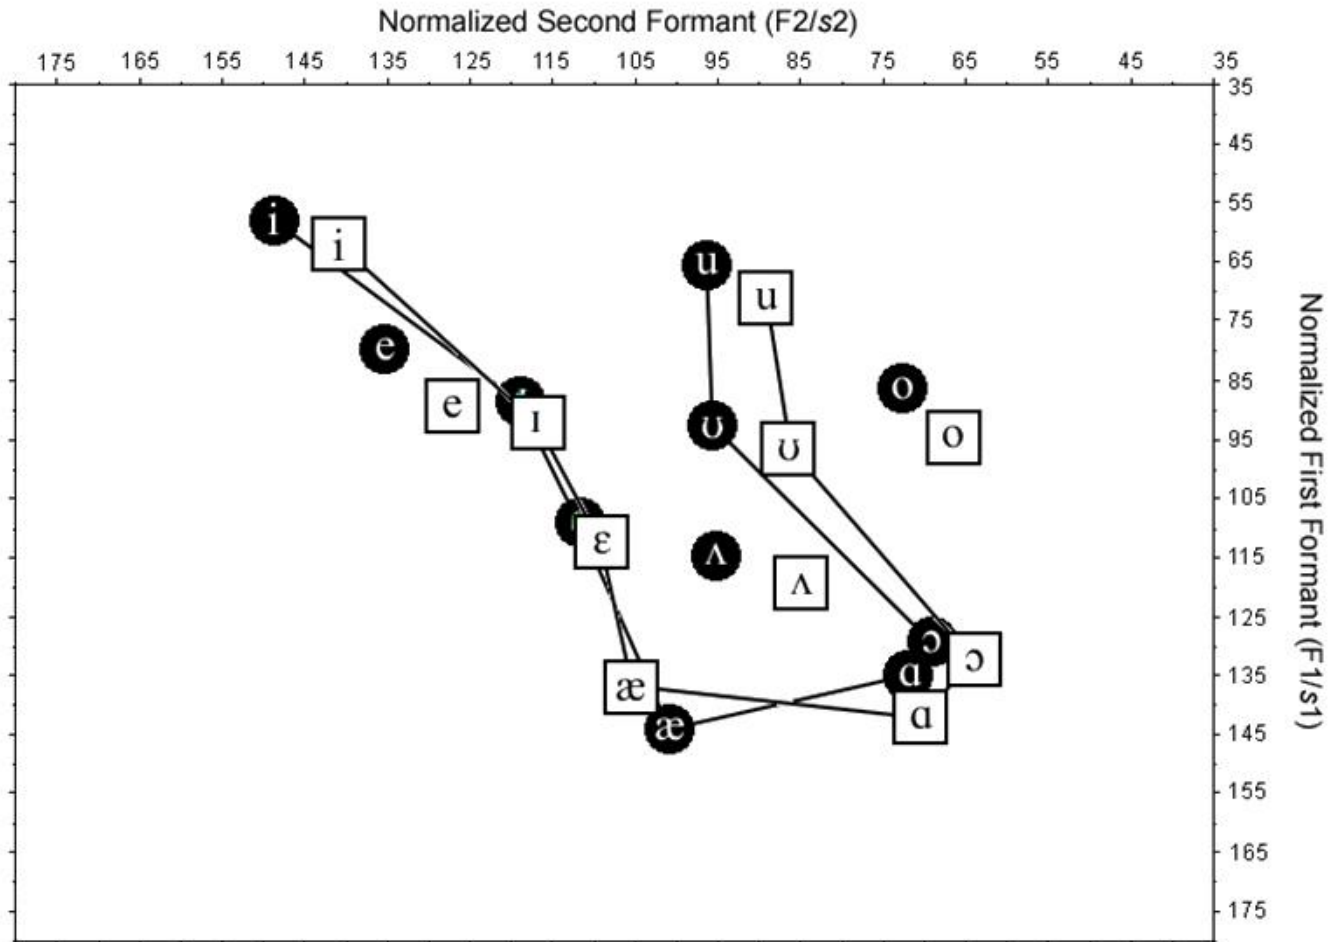 Normalized Second Formant (F2/s2)
175 165 155 145 135 125 115 105 95 85 75 65 55 45 35
35
45
55
65
75
85
95
105
115
125
135
145
155
165
175
Normalized First Formant (F1/s1)
i
i
u
u
e
o
e
ɪ
ʊ
o
ʊ
ɛ
ʌ
ʌ
ɔ
ɔ
ɑ
æ
ɑ
æ